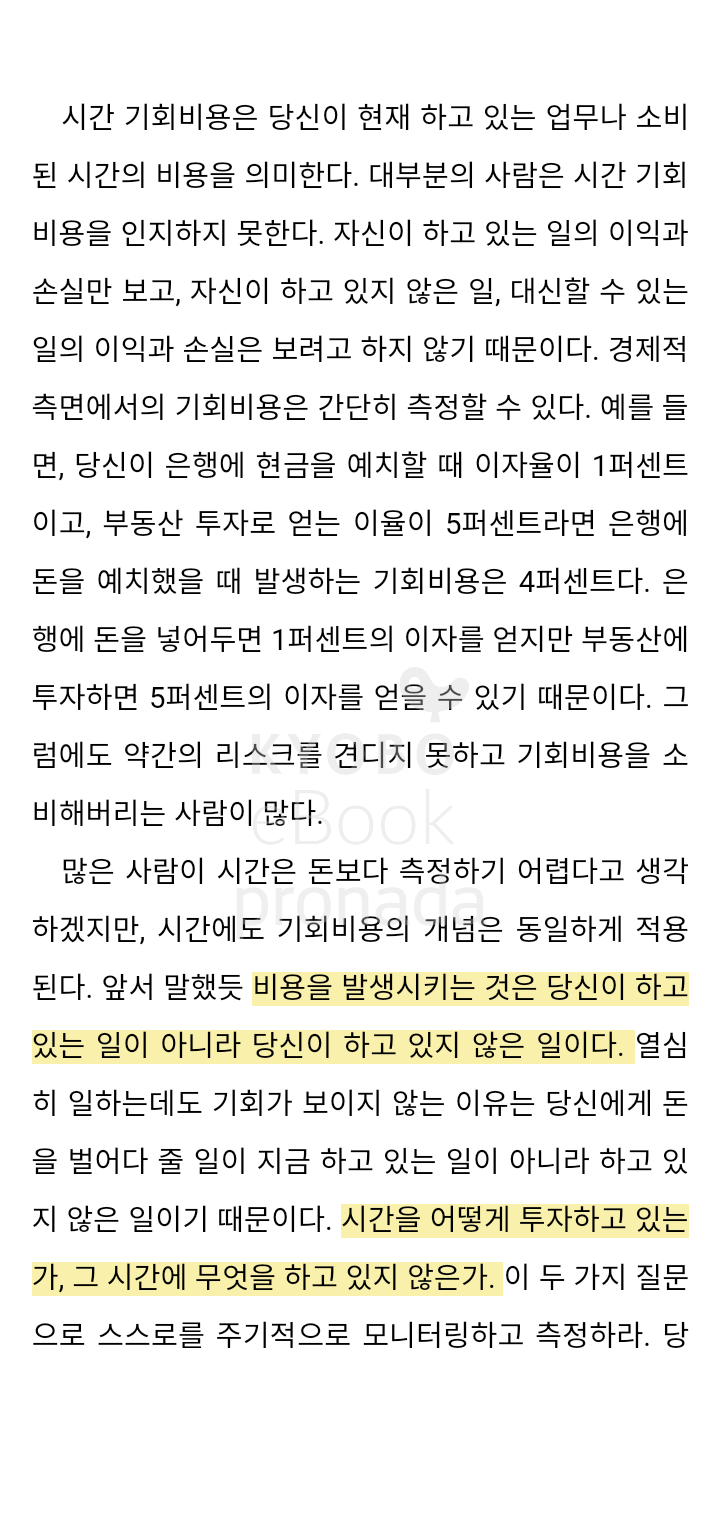 시간 기회비용은 당신이 현재 하고 있는 업무나 소비
된 시간의 비용을 의미한다. 대부분의 사람은 시간 기회
비용을 인지하지 못한다. 자신이 하고 있는 일의 이익과
손실만 보고, 자신이 하고 있지 않은 일, 대신할 수 있는
일의 이익과 손실은 보려고 하지 않기 때문이다. 경제적
측면에서의 기회비용은 간단히 측정할 수 있다. 예를 들
면, 당신이 은행에 현금을 예치할 때 이자율이 1퍼센트
이고, 부동산 투자로 얻는 이율이 5퍼센트라면 은행에
돈을 예치했을 때 발생하는 기회비용은 4퍼센트다. 은
행에 돈을 넣어두면 1퍼센트의 이자를 얻지만 부동산에
투자하면 5퍼센트의 이자를 얻을 수 있기 때문이다. 그
럼에도 약간의 리스크를 견디지 못하고 기회비용을 소
KYOBO
비해버리는 사람이 많다.
eBook
많은 사람이 시간은 돈보다 측정하기 어렵다고 생각
pronada
하겠지만, 시간에도 기회비용의 개념은 동일하게 적용
된다. 앞서 말했듯 비용을 발생시키는 것은 당신이 하고
있는 일이 아니라 당신이 하고 있지 않은 일이다. 열심
히 일하는데도 기회가 보이지 않는 이유는 당신에게 돈
을 벌어다 줄 일이 지금 하고 있는 일이 아니라 하고 있
지 않은 일이기 때문이다. 시간을 어떻게 투자하고 있는
가, 그 시간에 무엇을 하고 있지 않은가. 이 두 가지 질문
으로 스스로를 주기적으로 모니터링하고 측정하라. 당